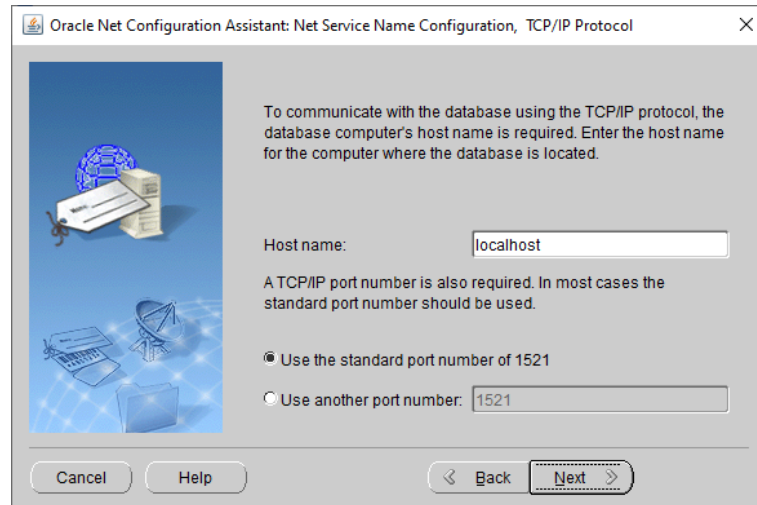 Oracle Net Configuration Assistant: Net Service Name Configuration, TCP/IP Protocol
To communicate with the database using the TCP/IP protocol, the
database computer's host name is required. Enter the host name
for the computer where the database is located.
Host name: localhost
A TCP/IP port number is also required. In most cases the
standard port number should be used.
Use the standard port number of 1521
Use another port number: 1521
Cancel Help Back Next